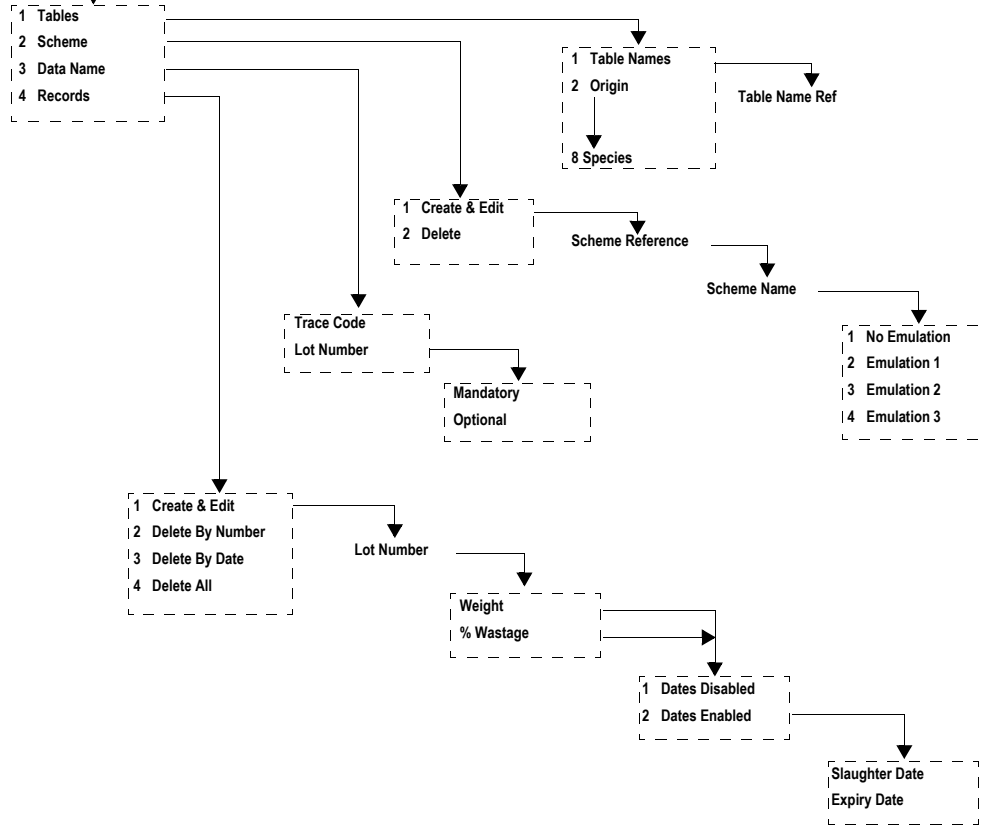 1 Tables
2 Scheme
3 Data Name
4 Records
1 Table Names
2 Origin
8 Species
Table Name Ref
1 Create & Edit
2 Delete
Scheme Reference
Scheme Name
1 No Emulation
2 Emulation 1
3 Emulation 2
4 Emulation 3
Trace Code
Lot Number
Mandatory
Optional
1 Create & Edit
2 Delete By Number
3 Delete By Date
4 Delete All
Lot Number
Weight
% Wastage
1 Dates Disabled
2 Dates Enabled
Slaughter Date
Expiry Date